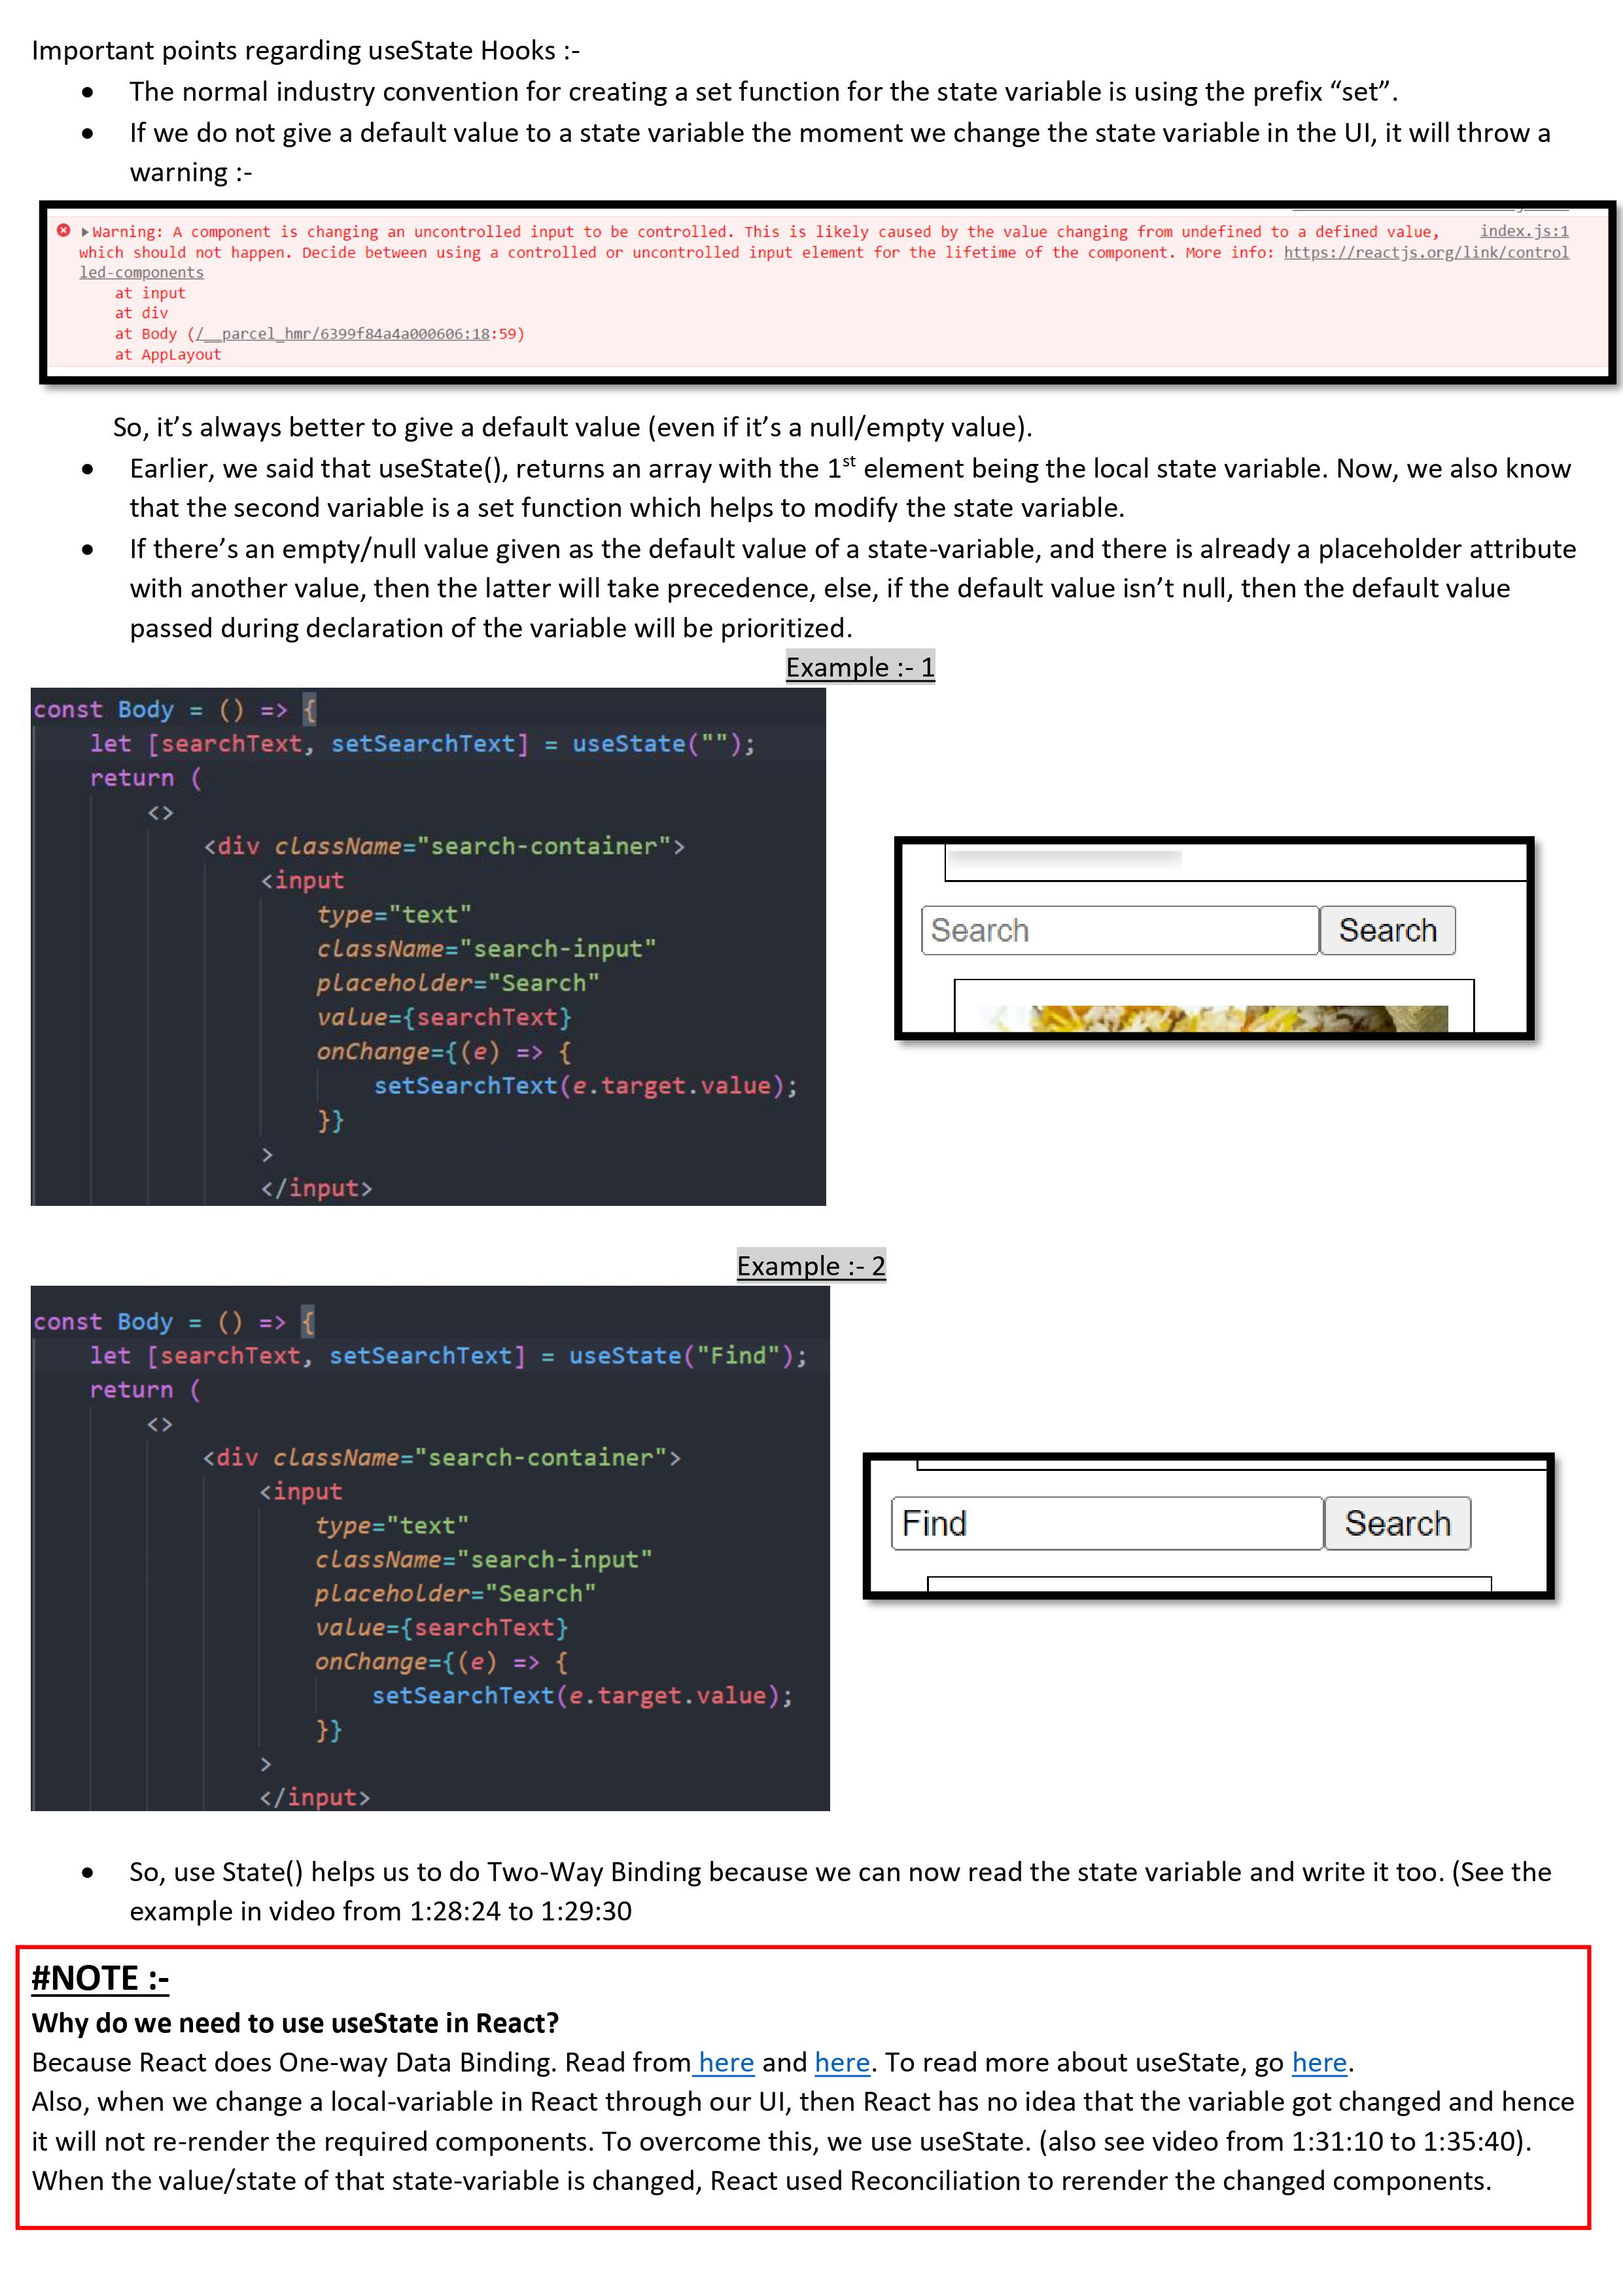 Important points regarding useState Hooks :-
• The normal industry convention for creating a set function for the state variable is using the prefix “set”.
• If we do not give a default value to a state variable the moment we change the state variable in the UI, it will throw a
warning :-
▶Warning: A component is changing an uncontrolled input to be controlled. This is likely caused by the value changing from undefined to a defined value, index.js:1
which should not happen. Decide between using a controlled or uncontrolled input element for the lifetime of the component. More info: https://reactjs.org/link/control
led-components
at input
at div
at Body (/__parcel_hmr/6399f84a4a000606:18:59)
at AppLayout
So, it’s always better to give a default value (even if it’s a null/empty value).
• Earlier, we said that useState(), returns an array with the 1st element being the local state variable. Now, we also know
that the second variable is a set function which helps to modify the state variable.
• If there’s an empty/null value given as the default value of a state-variable, and there is already a placeholder attribute
with another value, then the latter will take precedence, else, if the default value isn’t null, then the default value
passed during declaration of the variable will be prioritized.
Example :- 1
const Body = () => {
let [searchText, setSearchText] = useState("");
return (
<>
<div className="search-container">
<input
type="text"
className="search-input"
placeholder="Search"
value={searchText}
onChange={(e) => {
setSearchText(e.target.value);
}}
>
</input>
Search Search
Example :- 2
const Body = () => {
let [searchText, setSearchText] = useState("Find");
return (
<>
<div className="search-container">
<input
type="text"
className="search-input"
placeholder="Search"
value={searchText}
onChange={(e) => {
setSearchText(e.target.value);
}}
>
</input>
Find Search
• So, use State() helps us to do Two-Way Binding because we can now read the state variable and write it too. (See the
example in video from 1:28:24 to 1:29:30
#NOTE :-
Why do we need to use useState in React?
Because React does One-way Data Binding. Read from here and here. To read more about useState, go here.
Also, when we change a local-variable in React through our UI, then React has no idea that the variable got changed and hence
it will not re-render the required components. To overcome this, we use useState. (also see video from 1:31:10 to 1:35:40).
When the value/state of that state-variable is changed, React used Reconciliation to rerender the changed components.